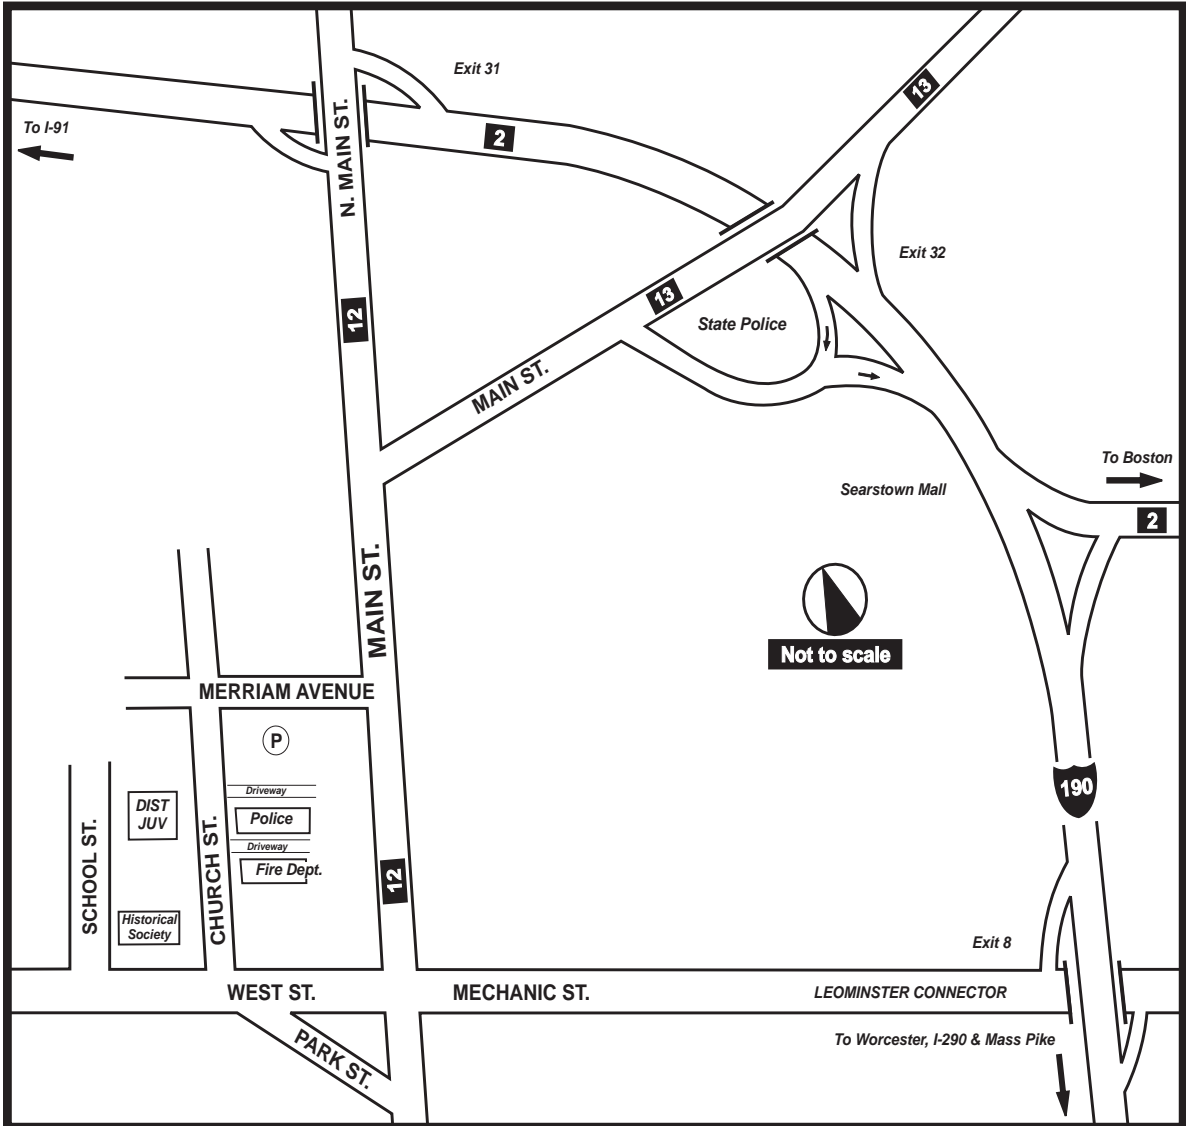 Exit 31
13
To I-91
2
N. MAIN ST.
Exit 32
13
12
State Police
MAIN ST.
To Boston
Searstown Mall
2
MAIN ST.
Not to scale
MERRIAM AVENUE
P
190
Driveway
DIST
JUV
Police
SCHOOL ST.
CHURCH ST.
Driveway
Fire Dept.
12
Historical
Society
Exit 8
WEST ST.
MECHANIC ST.
LEOMINSTER CONNECTOR
PARK ST.
To Worcester, I-290 & Mass Pike